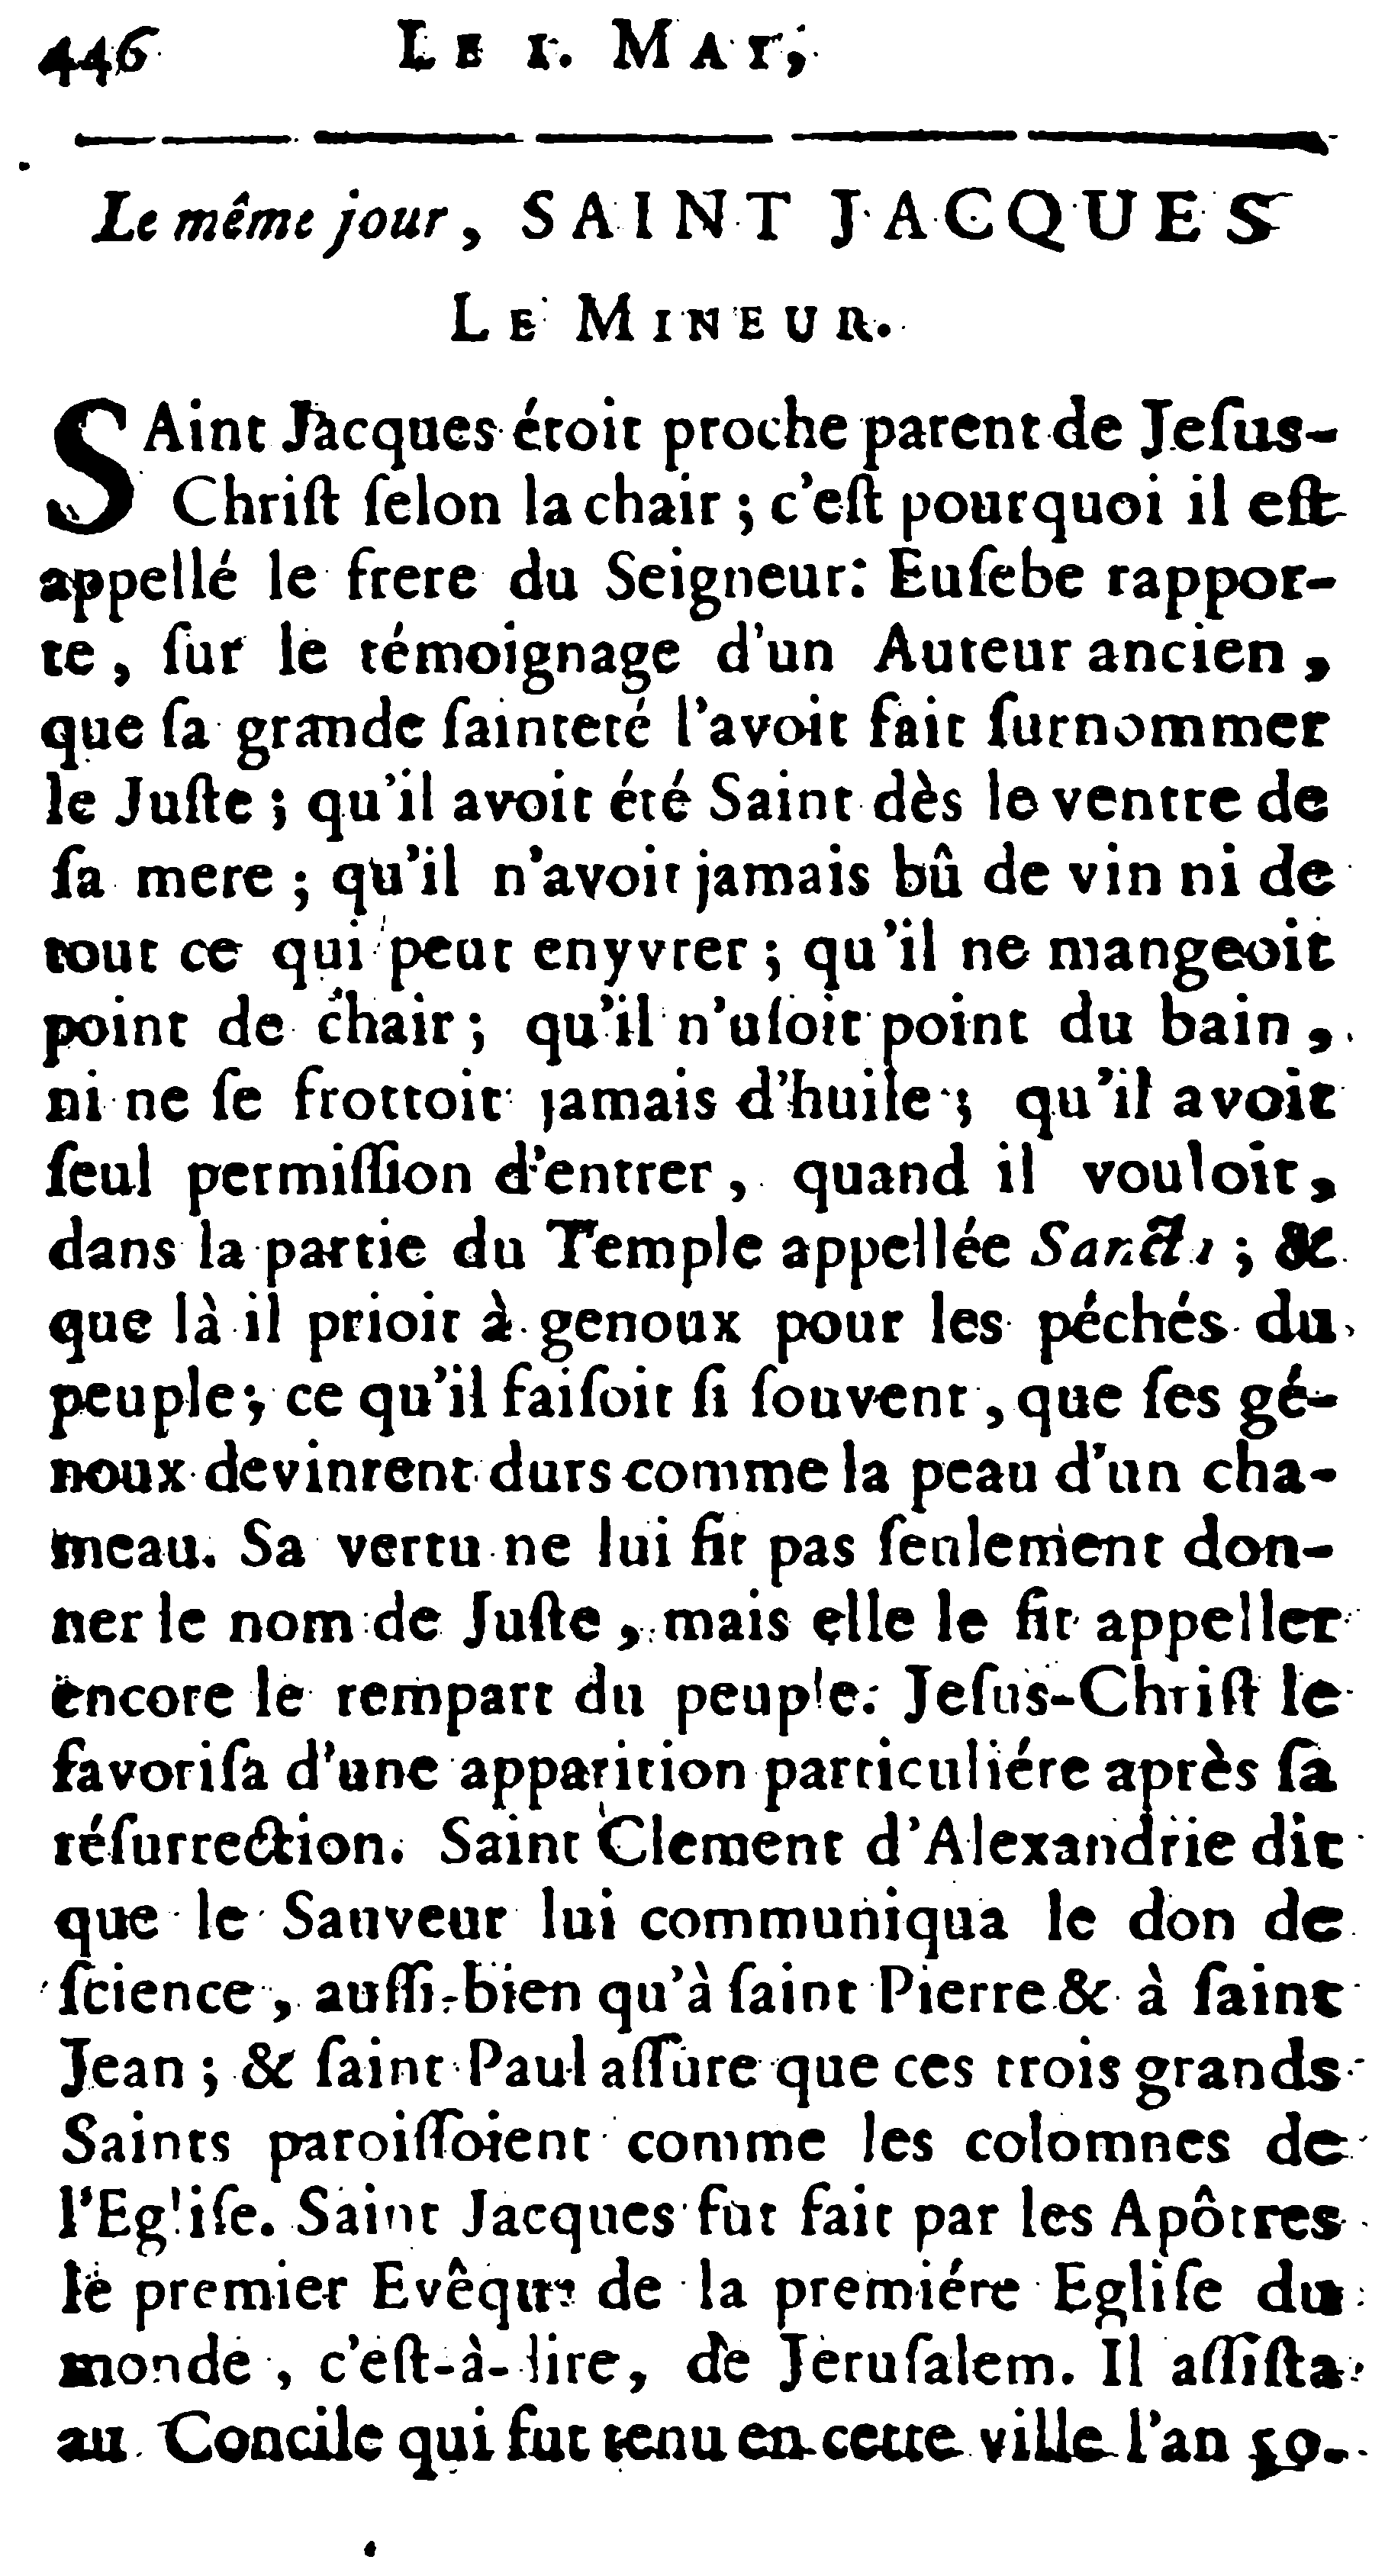 446 LE I. MAY,
Le même jour, SAINT JACQUES
LE MINEUR.
SAint Jacques étoit proche parent de Jeſus-
Chriſt ſelon la chair ; c'eſt pourquoi il eſt
appellé le frere du Seigneur: Euſebe rappor-
te, ſur le témoignage d'un Auteur ancien,
que ſa grande ſainteté l'avoit fait ſurnommer
le Juſte ; qu'il avoit été Saint dès le ventre de
ſa mere ; qu'il n'avoit jamais bû de vin ni de
tout ce qui peut enyvrer ; qu'il ne mangeoit
point de chair ; qu'il n'uſoit point du bain,
ni ne ſe frottoit jamais d'huile ; qu'il avoit
ſeul permiſſion d'entrer, quand il vouloit,
dans la partie du Temple appellée Sancta ; &
que là il prioit à genoux pour les péchés du
peuple ; ce qu'il faiſoit ſi ſouvent, que ſes gé-
noux devinrent durs comme la peau d'un cha-
meau. Sa vertu ne lui fit pas ſenlement don-
ner le nom de Juſte, mais elle le fit appeller
encore le rempart du peuple. Jeſus-Chriſt le
favoriſa d'une apparition particuliére après ſa
réſurrection. Saint Clement d'Alexandrie dit
que le Sauveur lui communiqua le don de
ſcience, auſſi-bien qu'à ſaint Pierre & à ſaint
Jean ; & ſaint Paul aſſure que ces trois grands
Saints paroiſſoient comme les colomnes de
l'Egliſe. Saint Jacques fut fait par les Apôtres
le premier Evêque de la premiére Egliſe du
monde, c'eſt-à-dire, de Jeruſalem. Il aſſiſta
au Concile qui fut tenu en cette ville l'an 50.